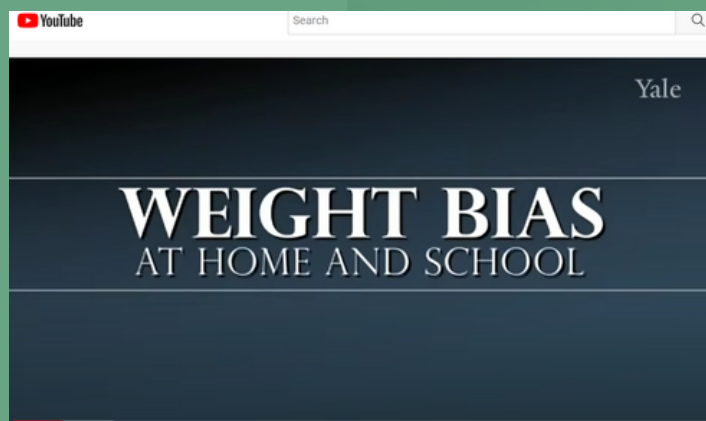 YouTube
Search
Yale
WEIGHT BIAS
AT HOME AND SCHOOL